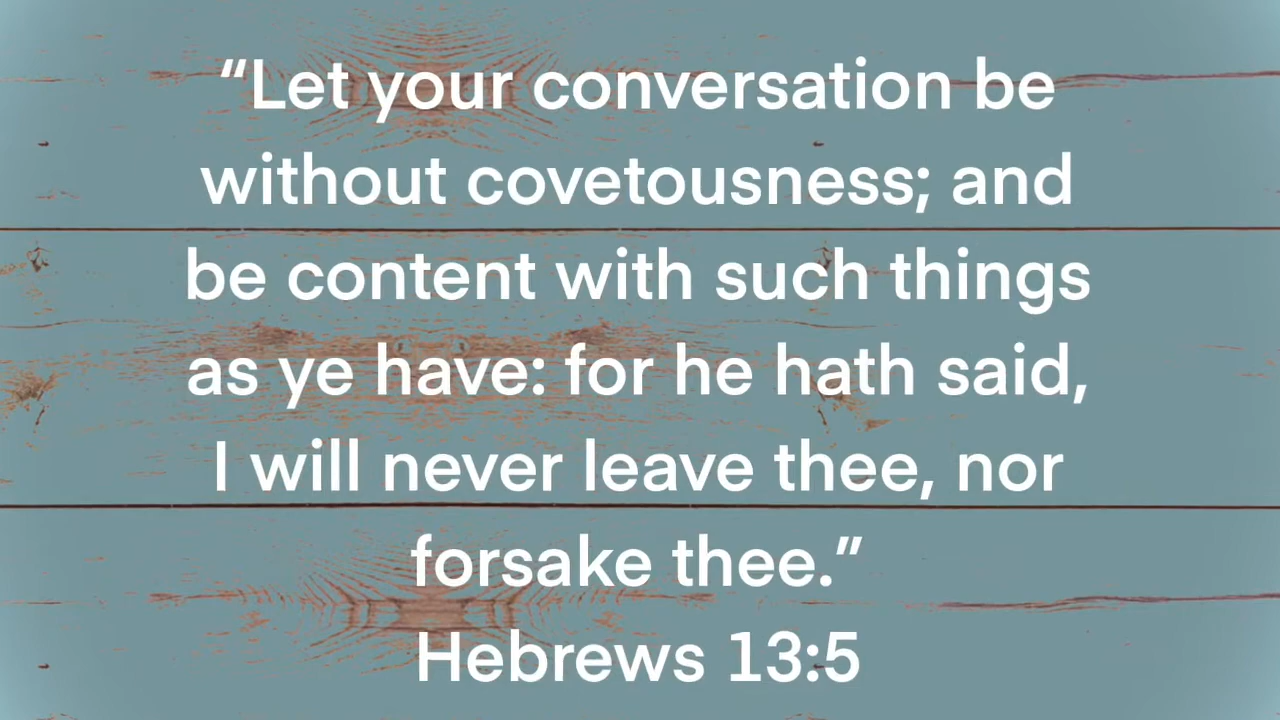 “Let your conversation be
without covetousness; and
be content with such things
as ye have: for he hath said,
I will never leave thee, nor
forsake thee.”
Hebrews 13:5